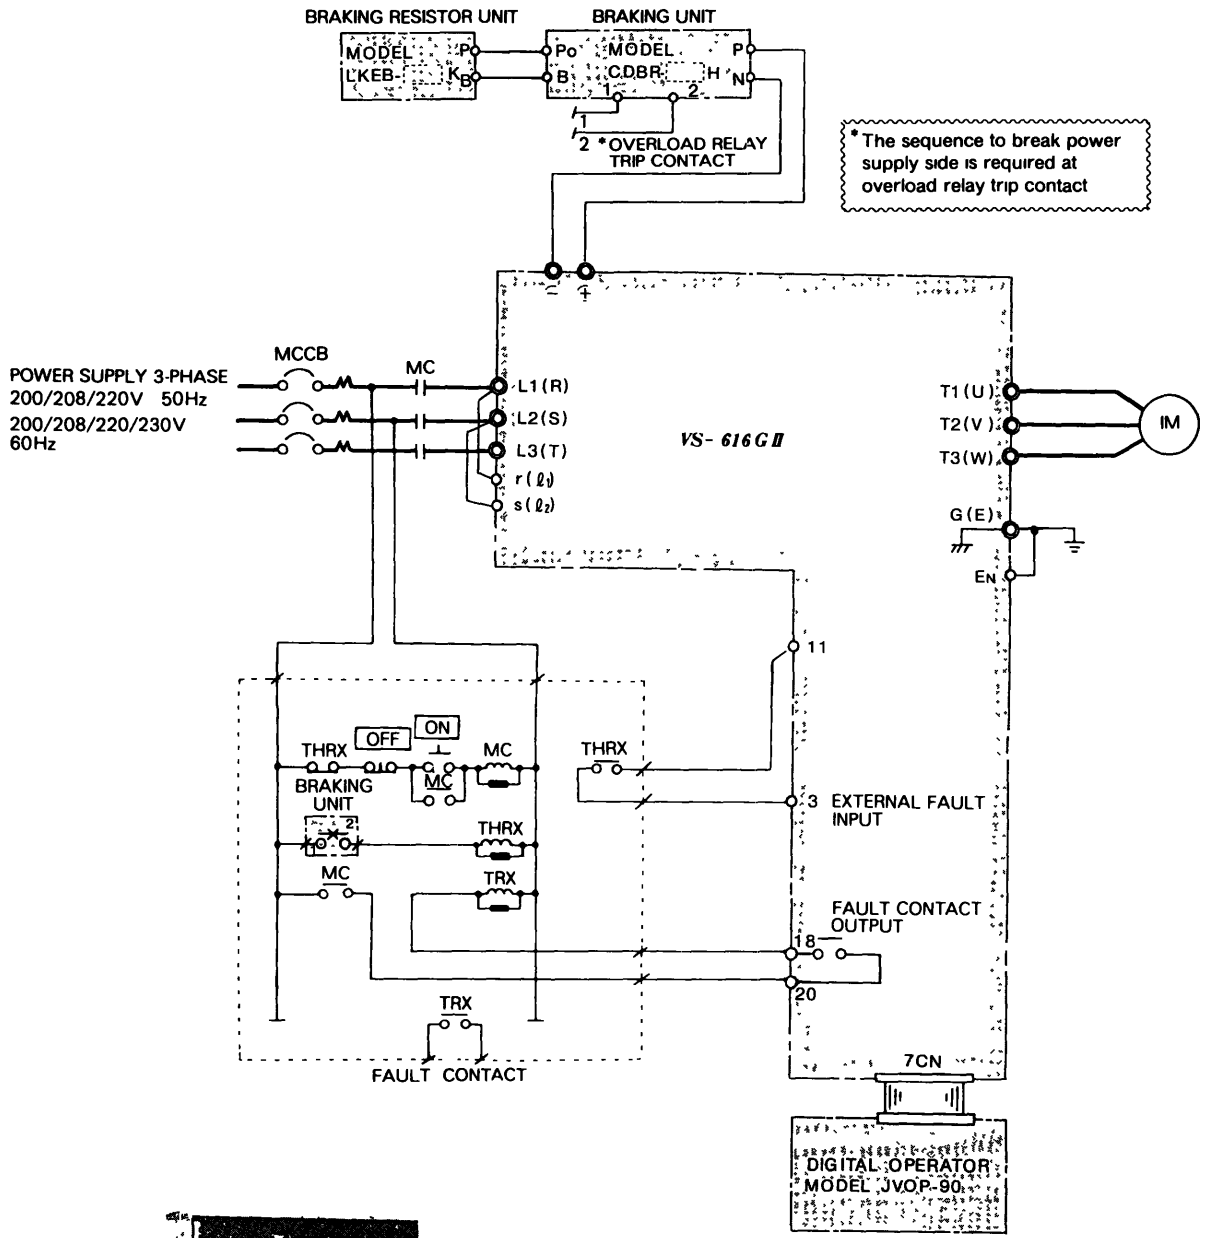 BRAKING RESISTOR UNIT
BRAKING UNIT
MODEL P
LKEB- KB
Po MODEL P
B CDBR- H N
1 2
1
2 *OVERLOAD RELAY
TRIP CONTACT
* The sequence to break power
supply side is required at
overload relay trip contact
− +
MCCB
MC
POWER SUPPLY 3-PHASE
200/208/220V 50Hz
200/208/220/230V
60Hz
L1(R)
L2(S)
L3(T)
r(ℓ1)
s(ℓ2)
VS-616GⅡ
T1(U)
T2(V)
T3(W)
IM
G(E)
EN
11
THRX
OFF
ON
MC
MC
THRX
BRAKING
UNIT
1 2
THRX
3 EXTERNAL FAULT
INPUT
MC
TRX
FAULT CONTACT
OUTPUT
18
20
TRX
FAULT CONTACT
7CN
DIGITAL OPERATOR
MODEL JVOP-90